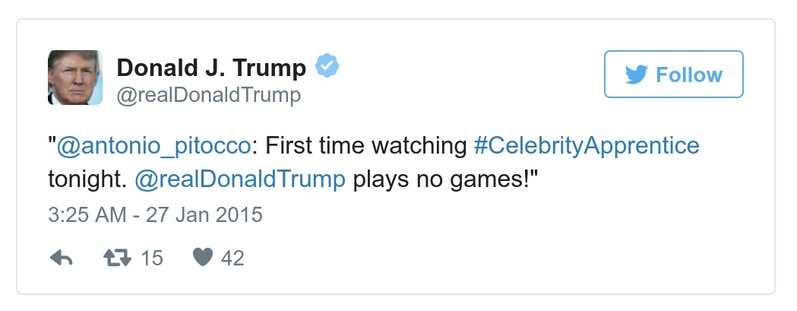 Donald J. Trump
@realDonaldTrump
Follow
"@antonio_pitocco: First time watching #CelebrityApprentice
tonight. @realDonaldTrump plays no games!"
3:25 AM - 27 Jan 2015
15 42